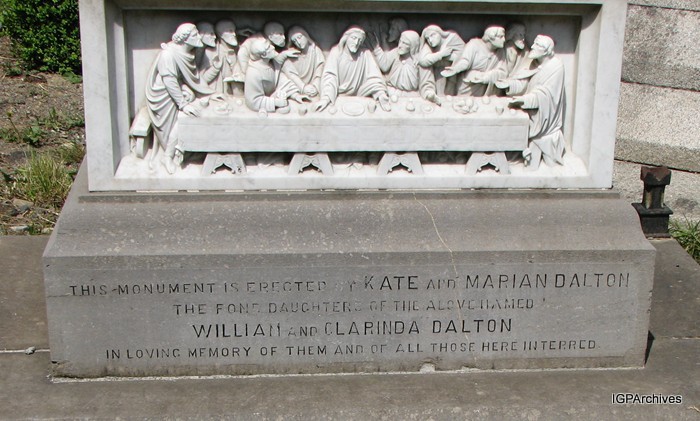 THIS MONUMENT IS ERECTED BY KATE AND MARIAN DALTON
THE FOND DAUGHTERS OF THE ABOVE NAMED
WILLIAM AND CLARINDA DALTON
IN LOVING MEMORY OF THEM AND OF ALL THOSE HERE INTERRED.
IGPArchives